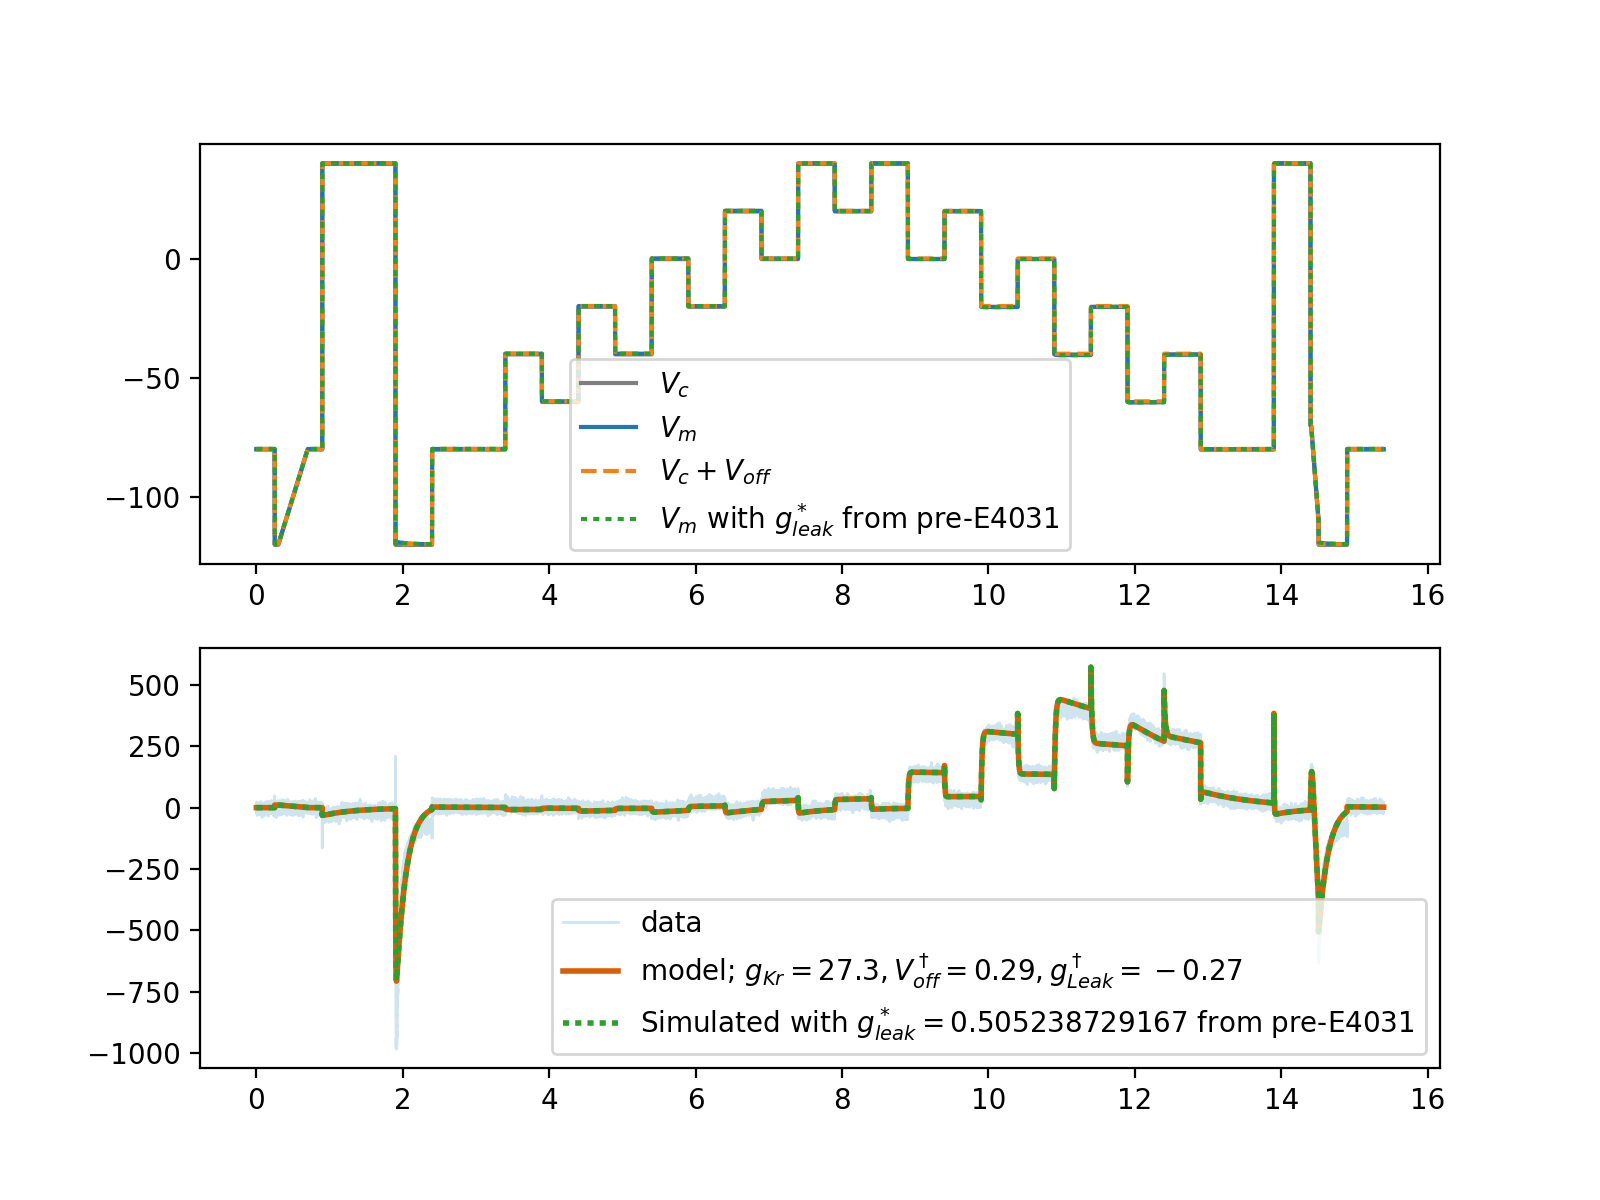 0
−50
−100
V_c
V_m
V_c + V_off
V_m with g*_leak from pre-E4031
0 2 4 6 8 10 12 14 16
500
250
0
−250
−500
−750
−1000
data
model; g_Kr = 27.3, V†_off = 0.29, g†_Leak = −0.27
Simulated with g*_leak = 0.505238729167 from pre-E4031
0 2 4 6 8 10 12 14 16